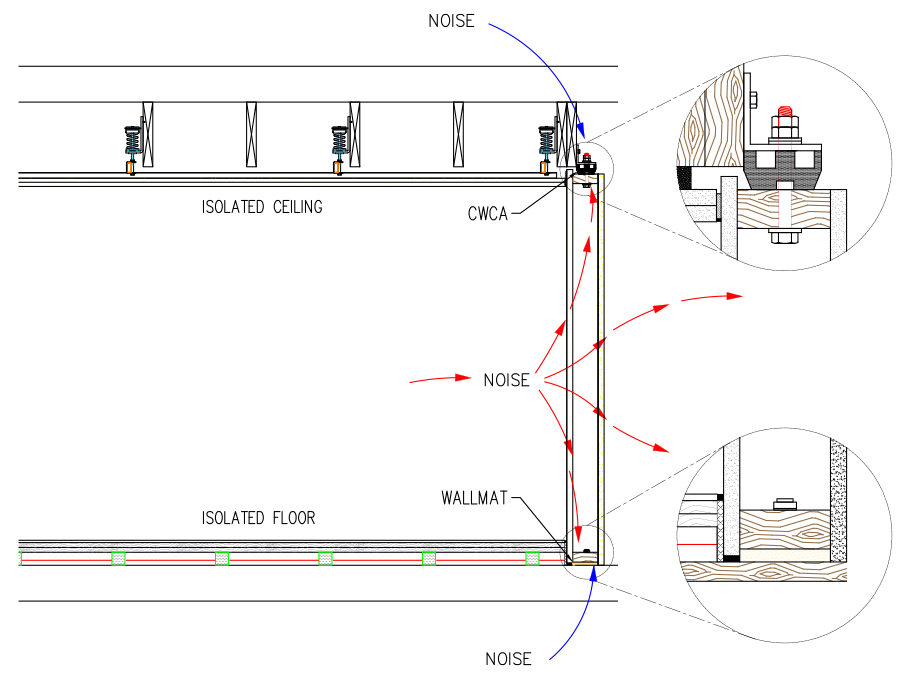 NOISE
ISOLATED CEILING
CWCA
NOISE
WALLMAT
ISOLATED FLOOR
NOISE